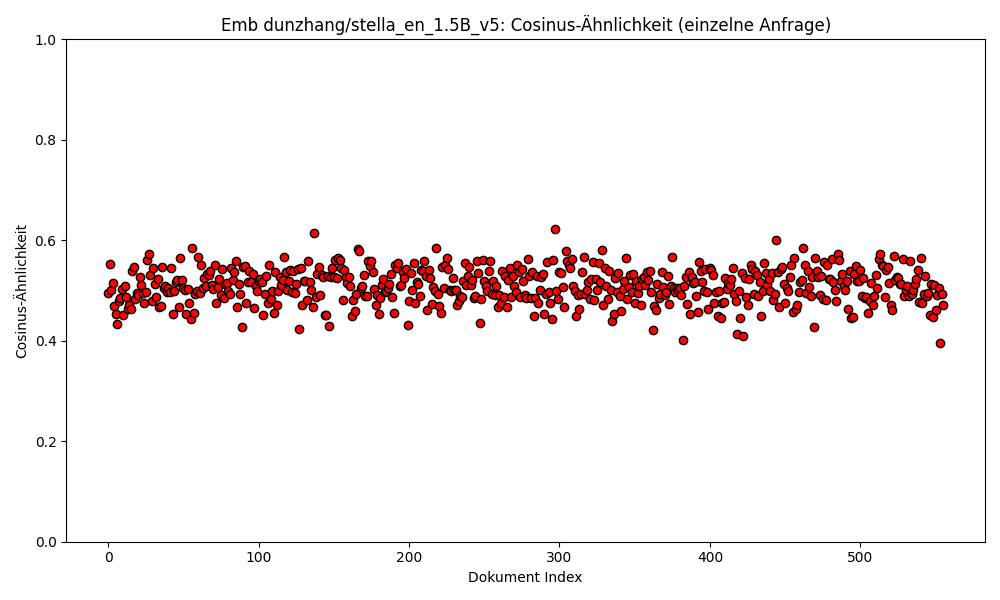 Emb dunzhang/stella_en_1.5B_v5: Cosinus-Ähnlichkeit (einzelne Anfrage)
1.0
0.8
0.6
0.4
0.2
0.0
Cosinus-Ähnlichkeit
0 100 200 300 400 500
Dokument Index